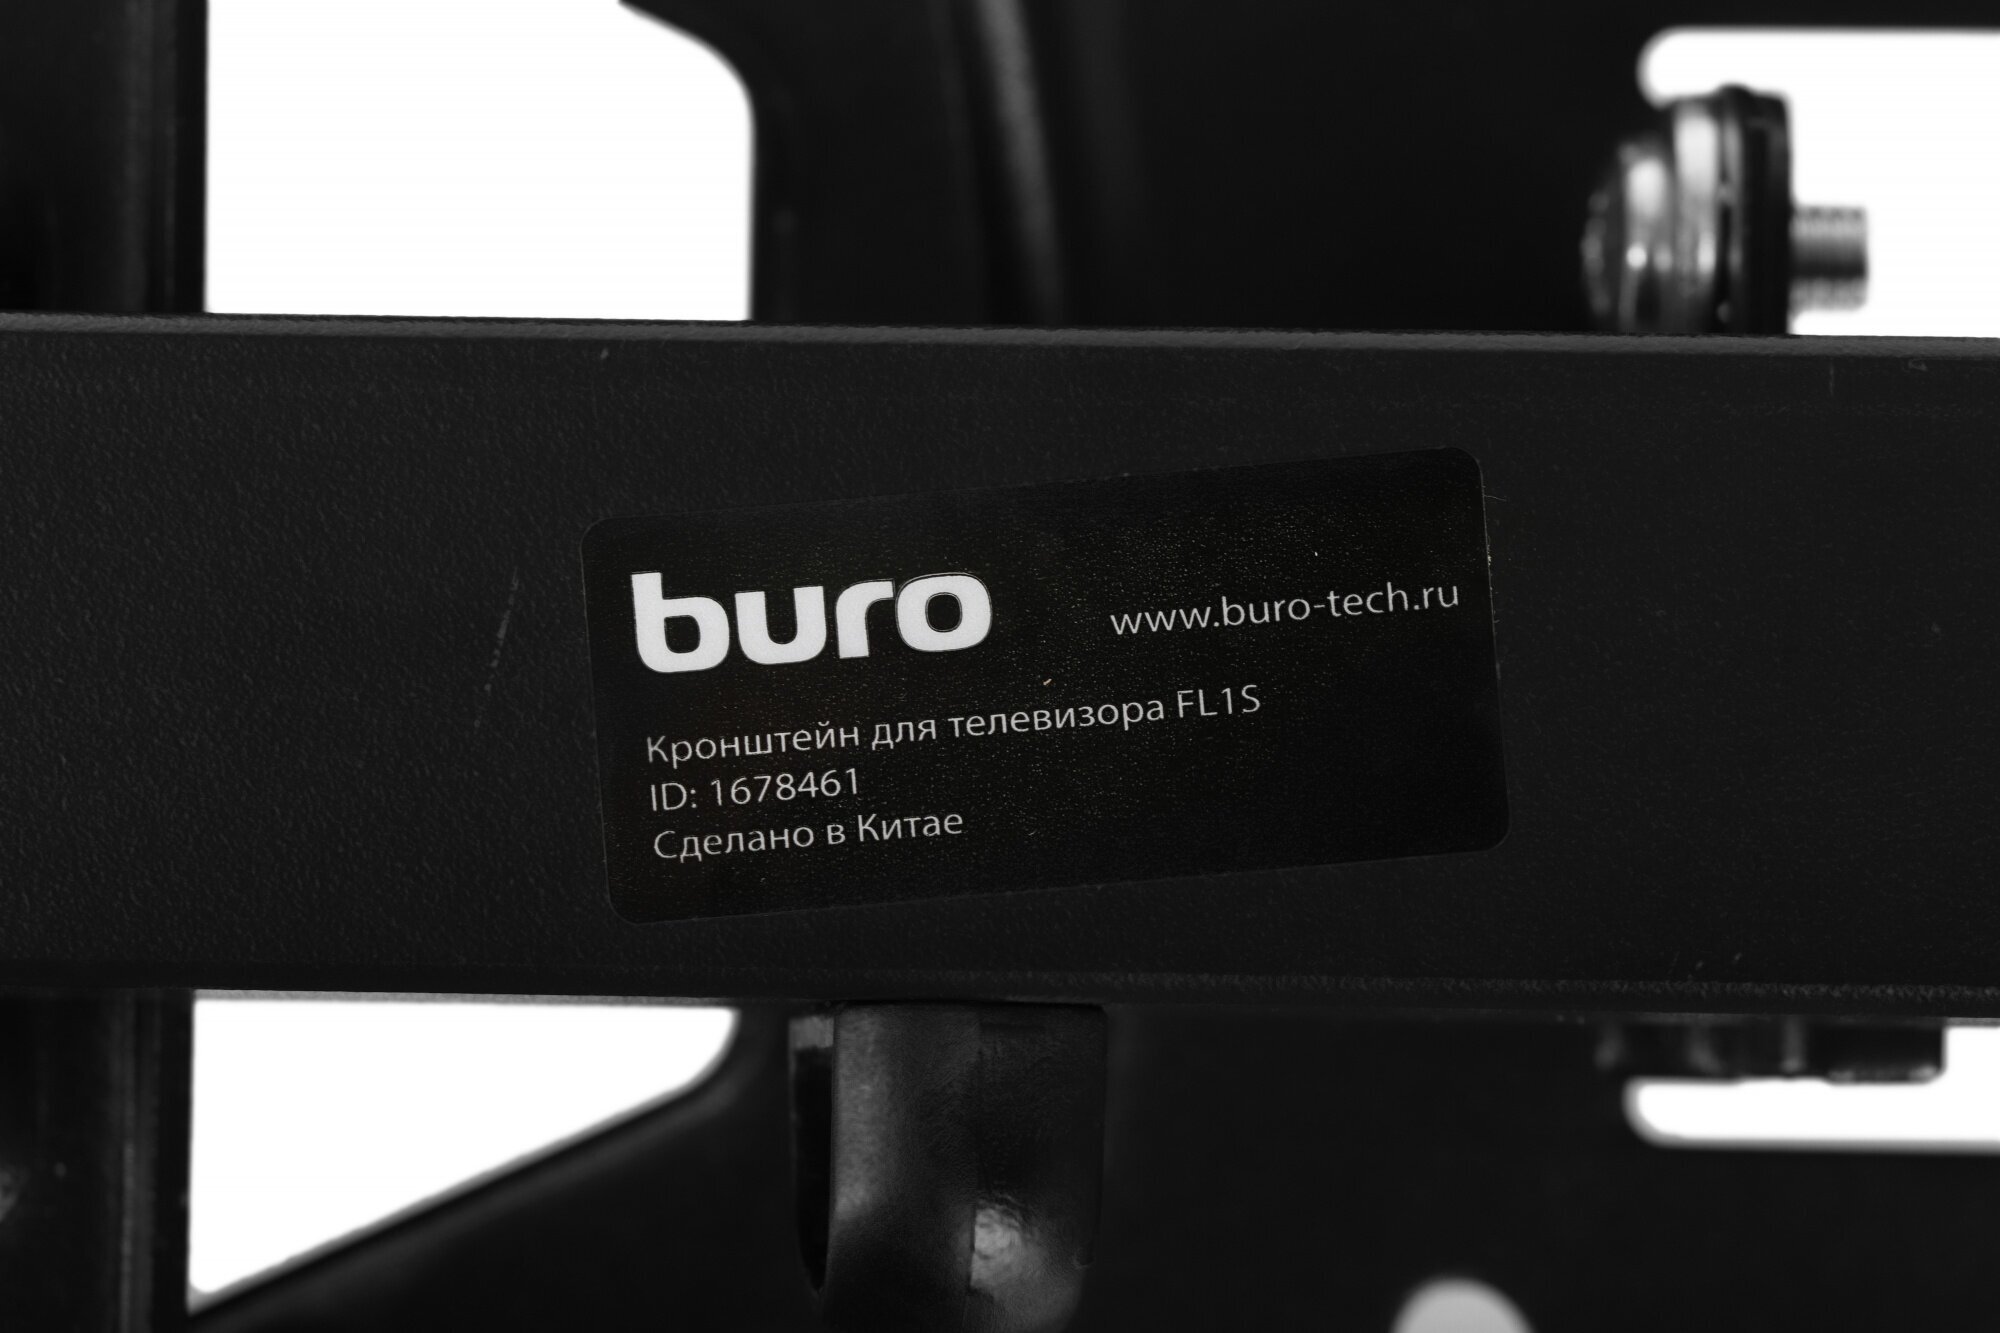 buro
www.buro-tech.ru
Кронштейн для телевизора FL1S
ID: 1678461
Сделано в Китае